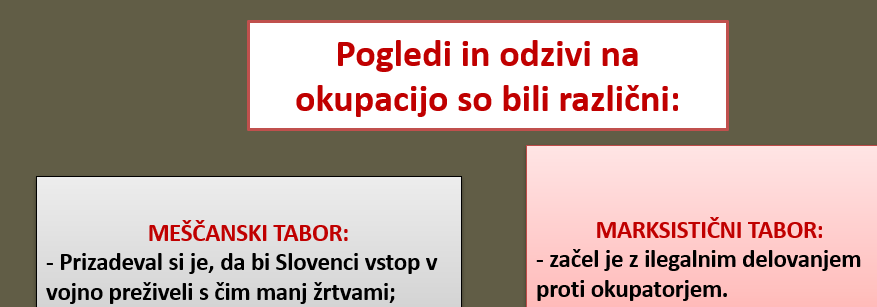 Pogledi in odzivi na
okupacijo so bili različni:
MEŠČANSKI TABOR:
- Prizadeval si je, da bi Slovenci vstop v
vojno preživeli s čim manj žrtvami;
MARKSISTIČNI TABOR:
- začel je z ilegalnim delovanjem
proti okupatorjem.